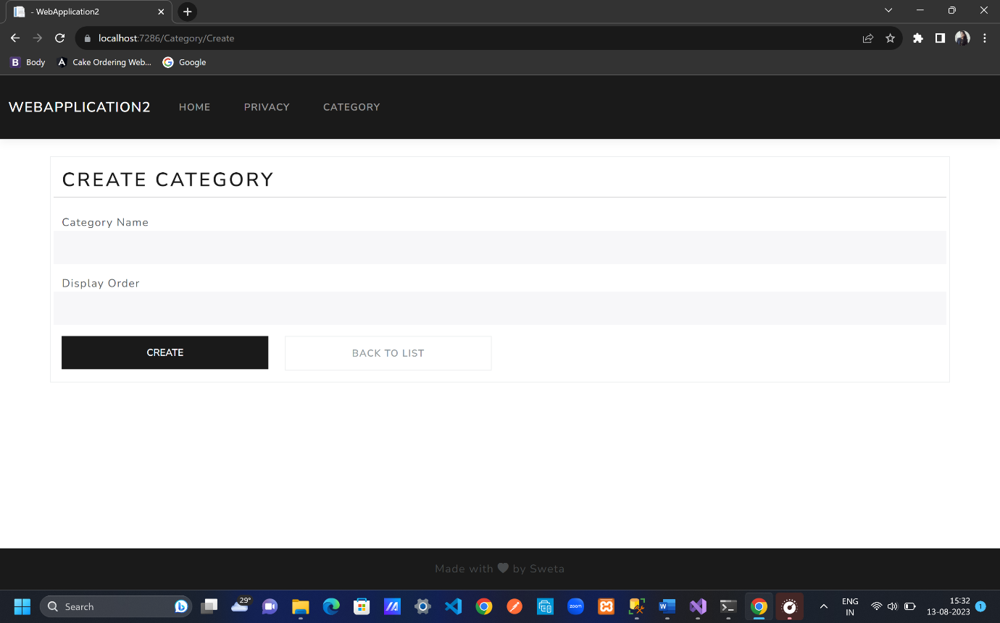 - WebApplication2
localhost:7286/Category/Create
B Body
Cake Ordering Web...
Google
WEBAPPLICATION2 HOME PRIVACY CATEGORY
CREATE CATEGORY
Category Name
Display Order
CREATE
BACK TO LIST
Made with 🖤 by Sweta
Search
29°
zoom
W
ENG
IN
15:32
13-08-2023
1